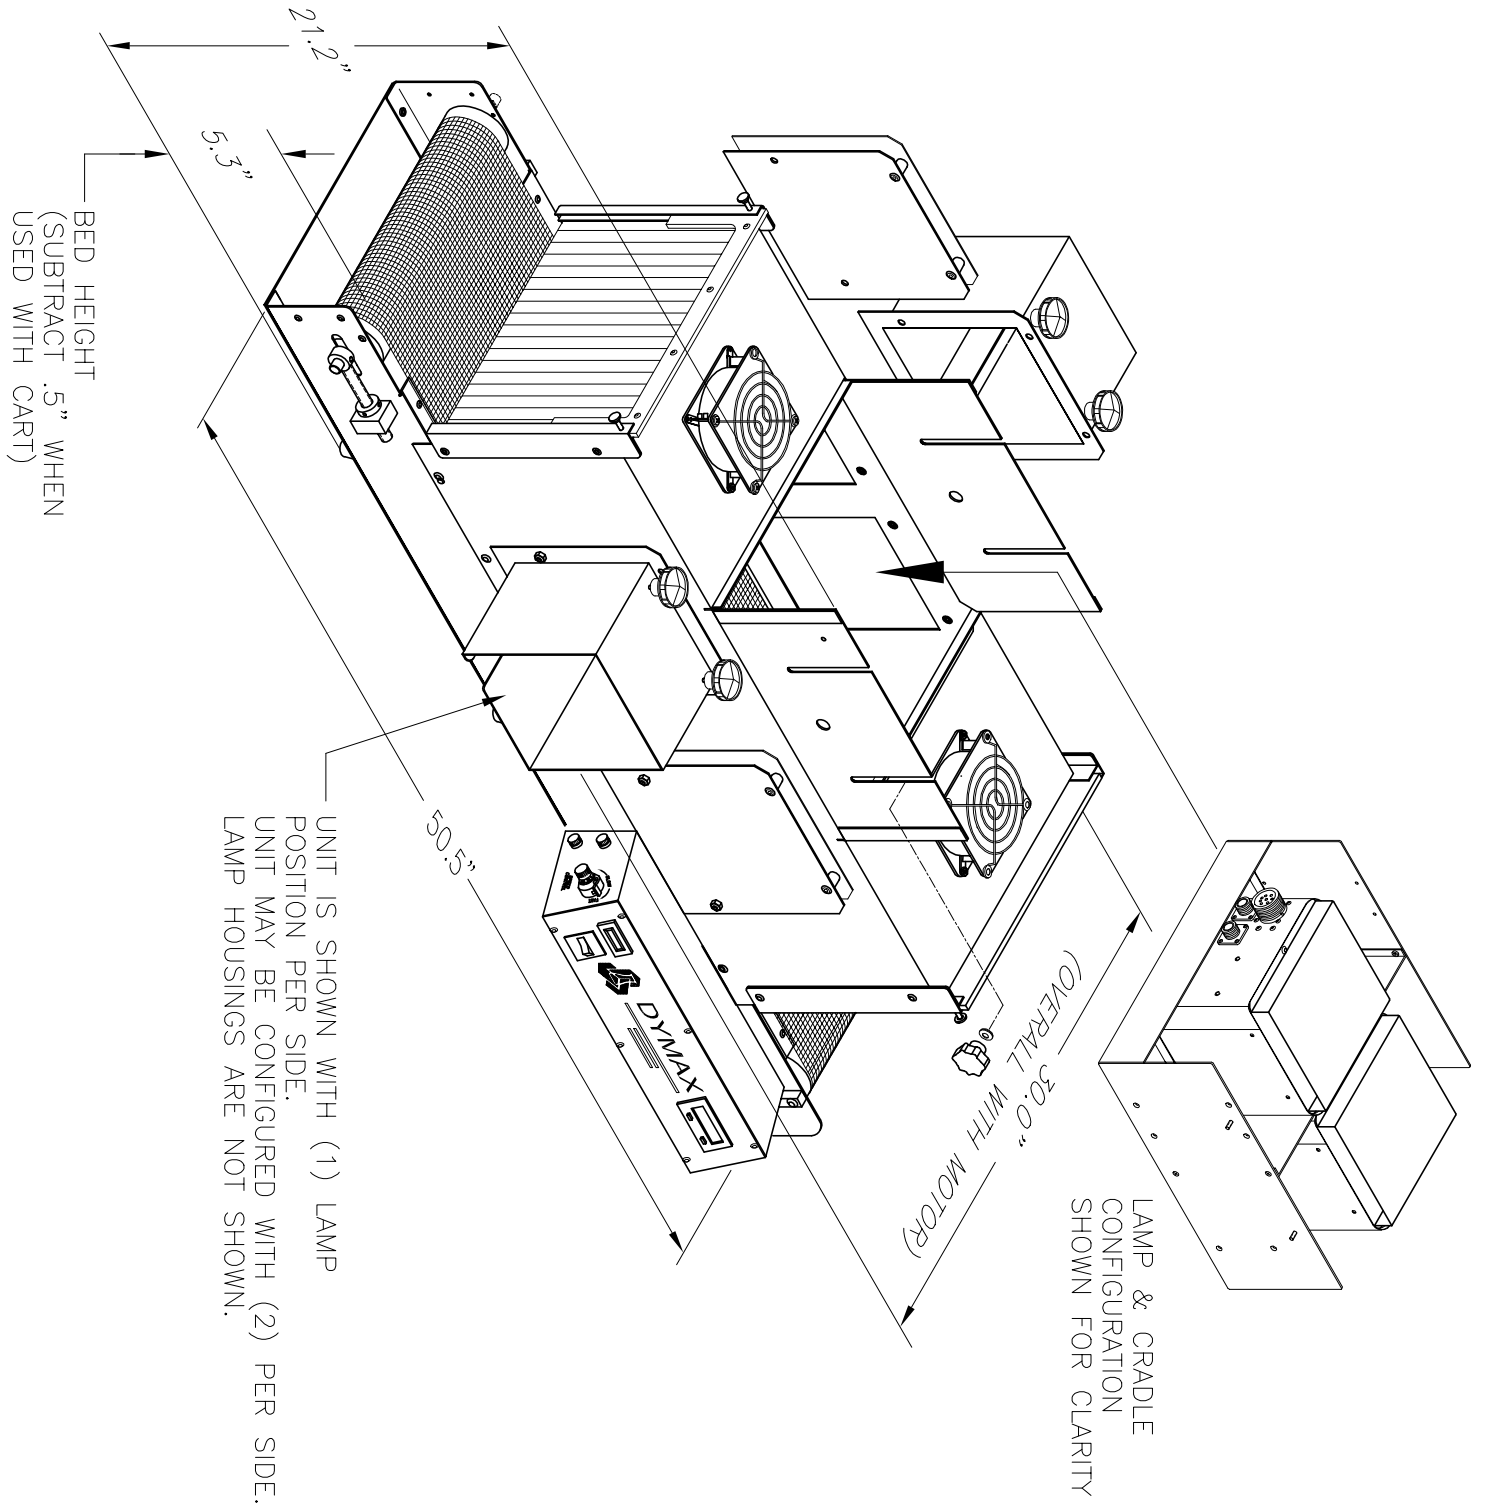 LAMP & CRADLE
CONFIGURATION
SHOWN FOR CLARITY
30.0"
(OVERALL WITH MOTOR)
21.2"
5.3"
50.5"
DYMAX
BED HEIGHT
(SUBTRACT .5" WHEN
USED WITH CART)
UNIT IS SHOWN WITH (1) LAMP
POSITION PER SIDE.
UNIT MAY BE CONFIGURED WITH (2) PER SIDE.
LAMP HOUSINGS ARE NOT SHOWN.